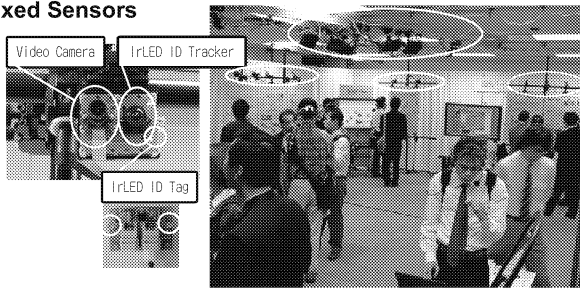 xed Sensors
Video Camera
IrLED ID Tracker
IrLED ID Tag